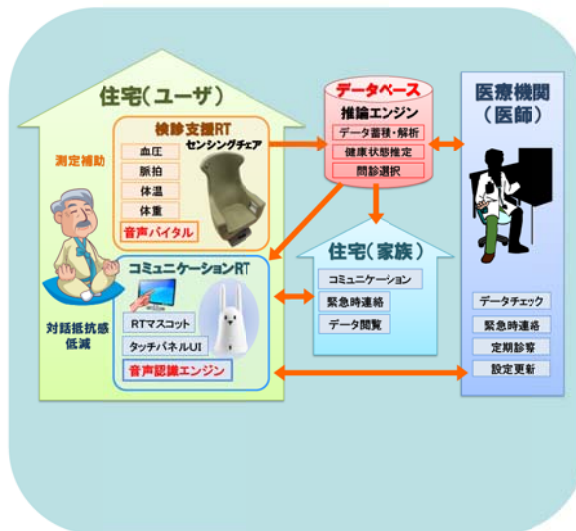 住宅(ユーザ)
検診支援RT
センシングチェア
測定補助
血圧
脈拍
体温
体重
音声バイタル
コミュニケーションRT
対話抵抗感
低減
RTマスコット
タッチパネルUI
音声認識エンジン
データベース
推論エンジン
データ蓄積・解析
健康状態推定
問診選択
住宅(家族)
コミュニケーション
緊急時連絡
データ閲覧
医療機関
(医師)
データチェック
緊急時連絡
定期診察
設定更新